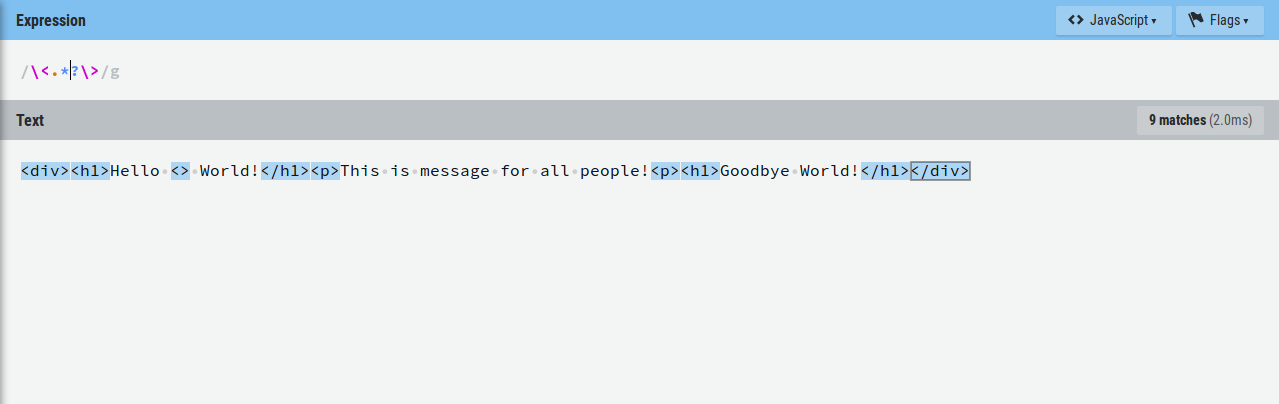 Expression
JavaScript
Flags
/\<.*?\>/g
Text
9 matches (2.0ms)
<div><h1>Hello <> World!</h1><p>This is message for all people!<p><h1>Goodbye World!</h1></div>